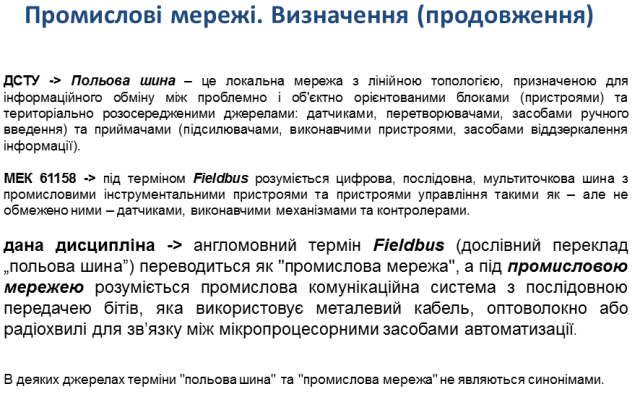 Промислові мережі. Визначення (продовження)
ДСТУ -> Польова шина – це локальна мережа з лінійною топологією, призначеною для
інформаційного обміну між проблемно і об'єктно орієнтованими блоками (пристроями) та
територіально розосередженими джерелами: датчиками, перетворювачами, засобами ручного
введення) та приймачами (підсилювачами, виконавчими пристроями, засобами віддзеркалення
інформації).
МЕК 61158 -> під терміном Fieldbus розуміється цифрова, послідовна, мультиточкова шина з
промисловими інструментальними пристроями та пристроями управління такими як – але не
обмежено ними – датчиками, виконавчими механізмами та контролерами.
дана дисципліна -> англомовний термін Fieldbus (дослівний переклад
„польова шина”) переводиться як "промислова мережа", а під промисловою
мережею розуміється промислова комунікаційна система з послідовною
передачею бітів, яка використовує металевий кабель, оптоволокно або
радіохвилі для зв’язку між мікропроцесорними засобами автоматизації.
В деяких джерелах терміни "польова шина" та "промислова мережа" не являються синонімами.